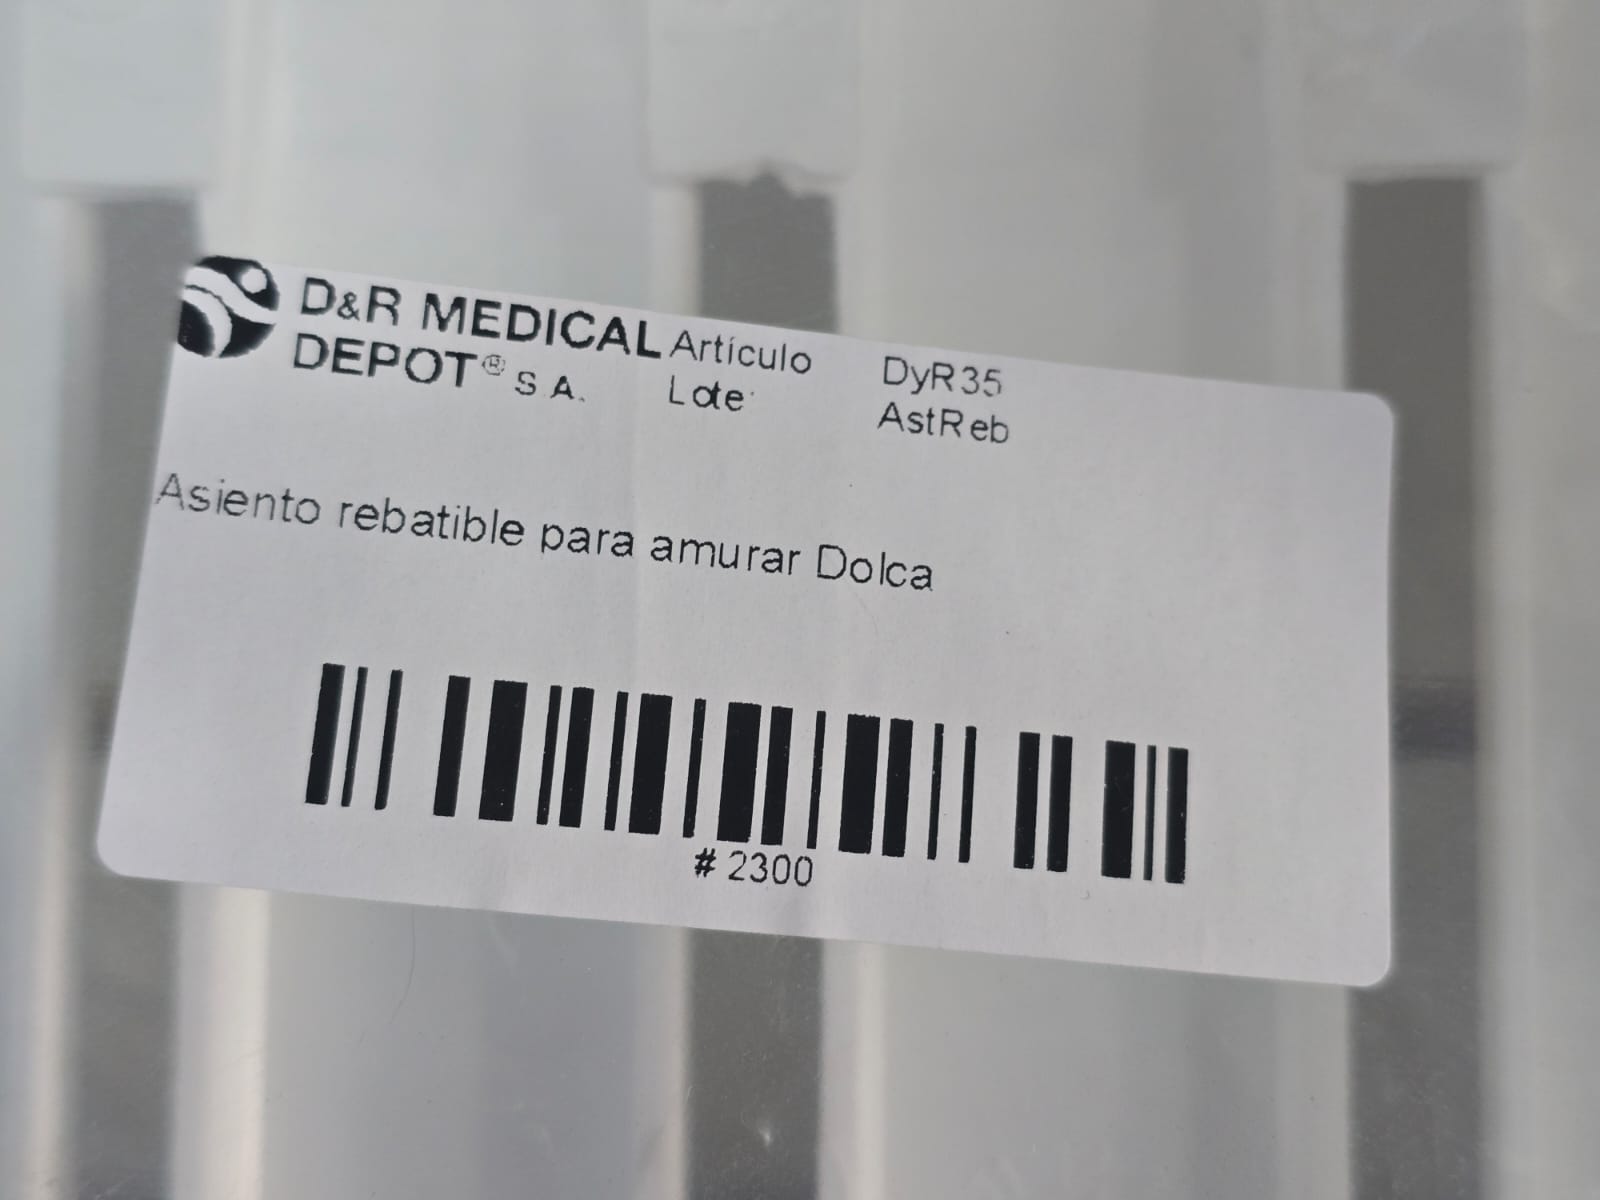 D&R MEDICAL
DEPOT® S A.
Artículo DyR35
Lote: AstReb
Asiento rebatible para amurar Dolca
# 2300